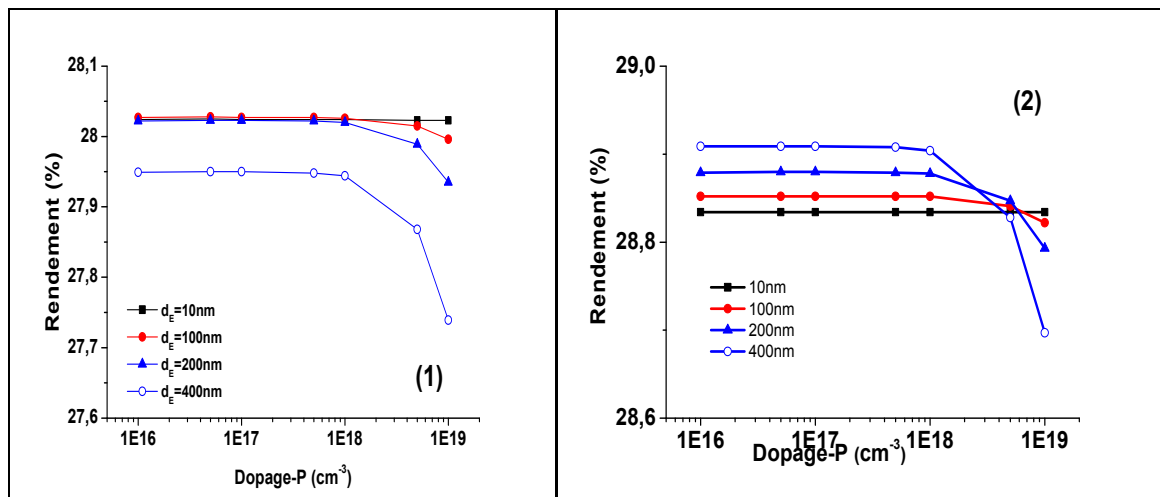 28,1
28,0
27,9
27,8
27,7
27,6
Rendement (%)
d_E=10nm
d_E=100nm
d_E=200nm
d_E=400nm
(1)
1E16 1E17 1E18 1E19
Dopage-P (cm⁻³)
29,0
28,8
28,6
Rendement (%)
(2)
10nm
100nm
200nm
400nm
1E16 1E17 1E18 1E19
Dopage-P (cm⁻³)